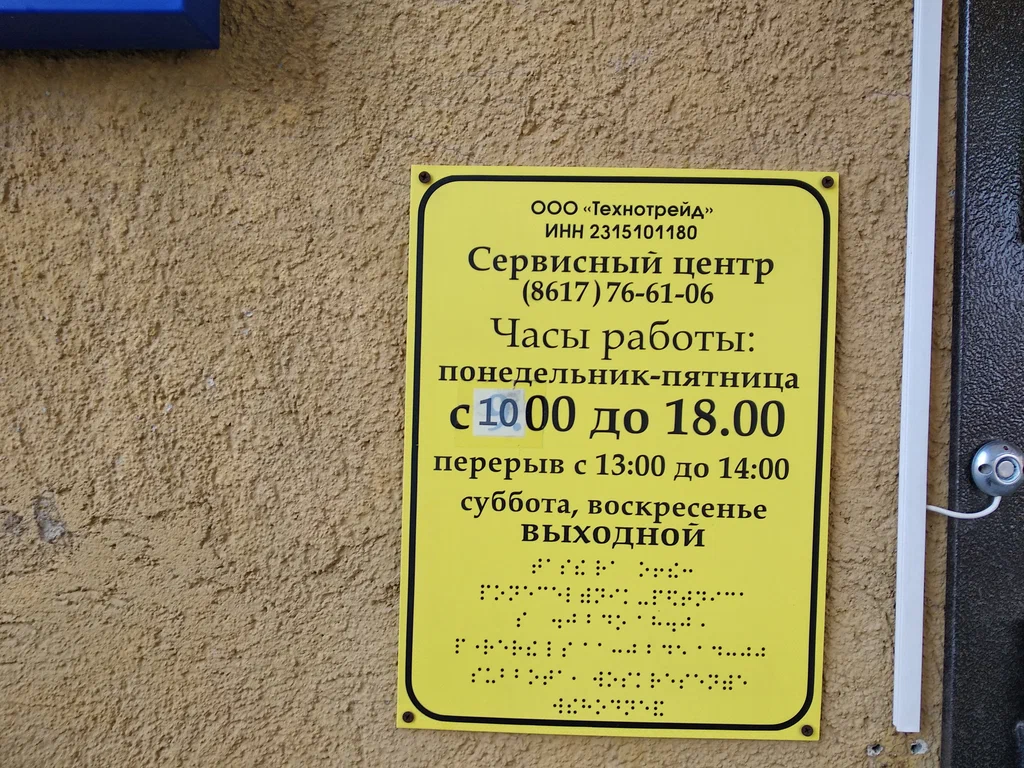 ООО «Технотрейд»
ИНН 2315101180
Сервисный центр
(8617) 76-61-06
Часы работы:
понедельник-пятница
с 10 00 до 18.00
перерыв с 13:00 до 14:00
суббота, воскресенье
выходной